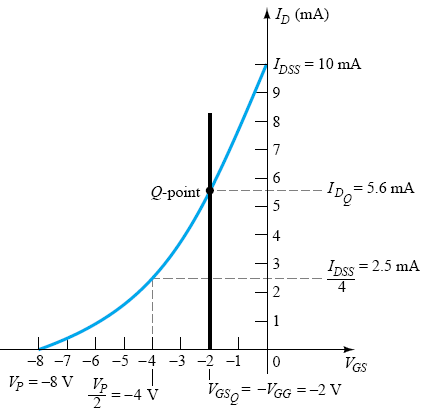 I_D (mA)
I_DSS = 10 mA
9
8
7
6
Q-point
I_DQ = 5.6 mA
5
4
3
I_DSS/4 = 2.5 mA
2
1
-8 -7 -6 -5 -4 -3 -2 -1 0 V_GS
V_P = -8 V
V_P/2 = -4 V
V_GSQ = -V_GG = -2 V